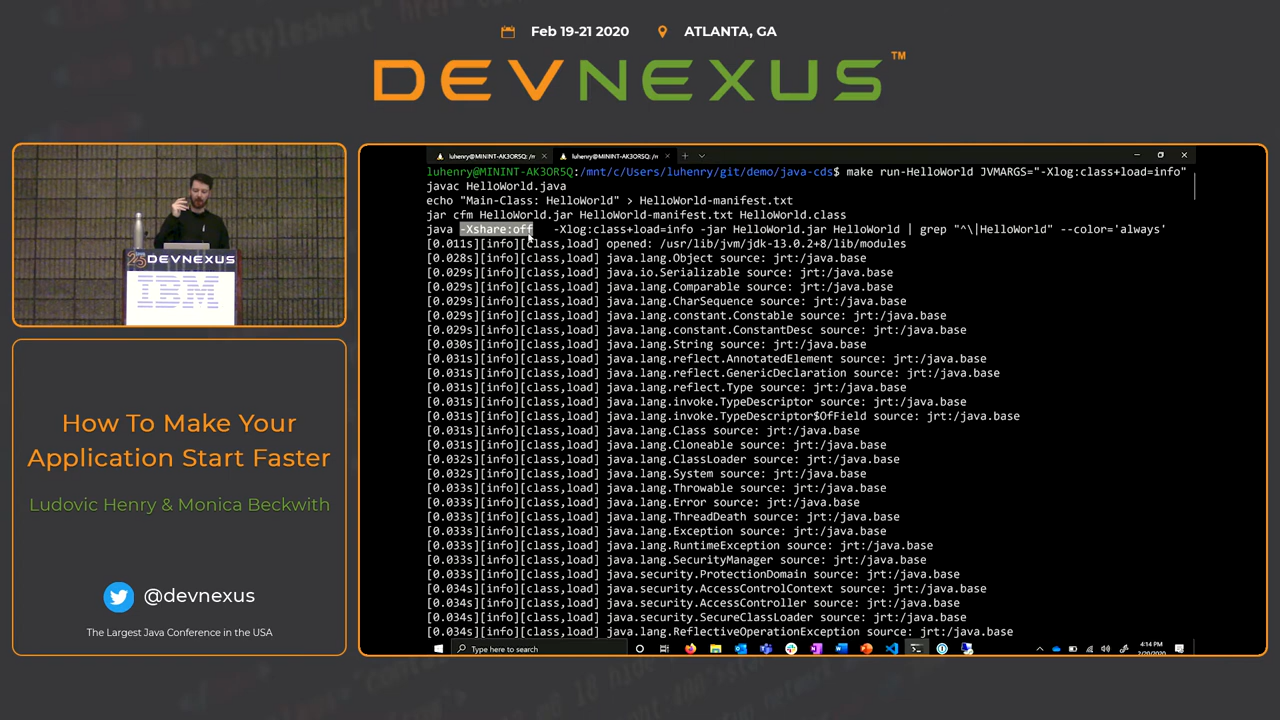 Feb 19-21 2020
ATLANTA, GA
DEVNEXUS™
25
DEVNEXUS
How To Make Your
Application Start Faster
Ludovic Henry & Monica Beckwith
@devnexus
The Largest Java Conference in the USA
luhenry@MININT-AK3OR5Q: /m
luhenry@MININT-AK3OR5Q: /m
luhenry@MININT-AK3OR5Q:/mnt/c/Users/luhenry/git/demo/java-cds$ make run-HelloWorld JVMARGS="-Xlog:class+load=info"
javac HelloWorld.java
echo "Main-Class: HelloWorld" > HelloWorld-manifest.txt
jar cfm HelloWorld.jar HelloWorld-manifest.txt HelloWorld.class
java -Xshare:off -Xlog:class+load=info -jar HelloWorld.jar HelloWorld | grep "^\|HelloWorld" --color='always'
[0.011s][info][class,load] opened: /usr/lib/jvm/jdk-13.0.2+8/lib/modules
[0.028s][info][class,load] java.lang.Object source: jrt:/java.base
[0.029s][info][class,load] java.io.Serializable source: jrt:/java.base
[0.029s][info][class,load] java.lang.Comparable source: jrt:/java.base
[0.029s][info][class,load] java.lang.CharSequence source: jrt:/java.base
[0.029s][info][class,load] java.lang.constant.Constable source: jrt:/java.base
[0.029s][info][class,load] java.lang.constant.ConstantDesc source: jrt:/java.base
[0.030s][info][class,load] java.lang.String source: jrt:/java.base
[0.031s][info][class,load] java.lang.reflect.AnnotatedElement source: jrt:/java.base
[0.031s][info][class,load] java.lang.reflect.GenericDeclaration source: jrt:/java.base
[0.031s][info][class,load] java.lang.reflect.Type source: jrt:/java.base
[0.031s][info][class,load] java.lang.invoke.TypeDescriptor source: jrt:/java.base
[0.031s][info][class,load] java.lang.invoke.TypeDescriptor$OfField source: jrt:/java.base
[0.031s][info][class,load] java.lang.Class source: jrt:/java.base
[0.031s][info][class,load] java.lang.Cloneable source: jrt:/java.base
[0.032s][info][class,load] java.lang.ClassLoader source: jrt:/java.base
[0.032s][info][class,load] java.lang.System source: jrt:/java.base
[0.033s][info][class,load] java.lang.Throwable source: jrt:/java.base
[0.033s][info][class,load] java.lang.Error source: jrt:/java.base
[0.033s][info][class,load] java.lang.ThreadDeath source: jrt:/java.base
[0.033s][info][class,load] java.lang.Exception source: jrt:/java.base
[0.033s][info][class,load] java.lang.RuntimeException source: jrt:/java.base
[0.033s][info][class,load] java.lang.SecurityManager source: jrt:/java.base
[0.033s][info][class,load] java.security.ProtectionDomain source: jrt:/java.base
[0.034s][info][class,load] java.security.AccessControlContext source: jrt:/java.base
[0.034s][info][class,load] java.security.AccessController source: jrt:/java.base
[0.034s][info][class,load] java.security.SecureClassLoader source: jrt:/java.base
[0.034s][info][class,load] java.lang.ReflectiveOperationException source: jrt:/java.base
Type here to search
4:14 PM
2/20/2020